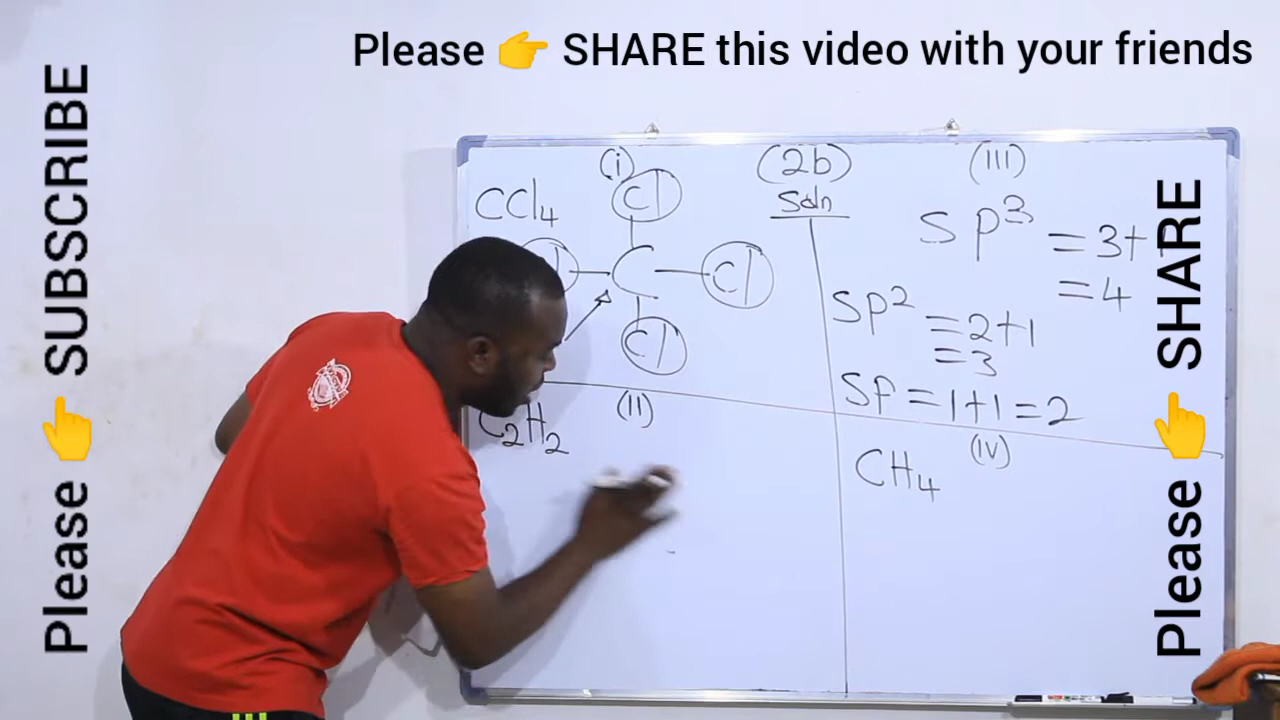 Please 👉 SHARE this video with your friends
Please 👉 SUBSCRIBE
Please 👉 SHARE
(2b)
Soln
(i)
CCl4
Cl
C
Cl
Cl
(II)
C2H2
(III)
SP3 = 3+
= 4
SP2 = 2+1
= 3
SP = 1+1 = 2
(IV)
CH4